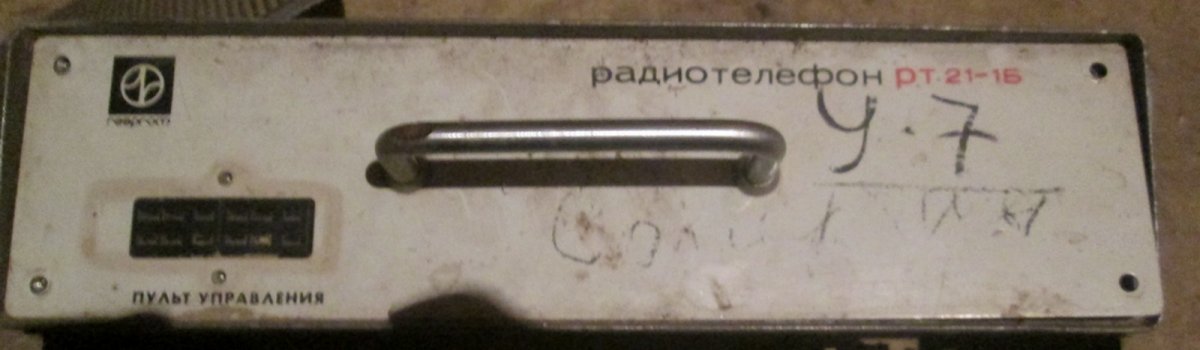 радиотелефон РТ.21-1Б
У.7
ПУЛЬТ УПРАВЛЕНИЯ